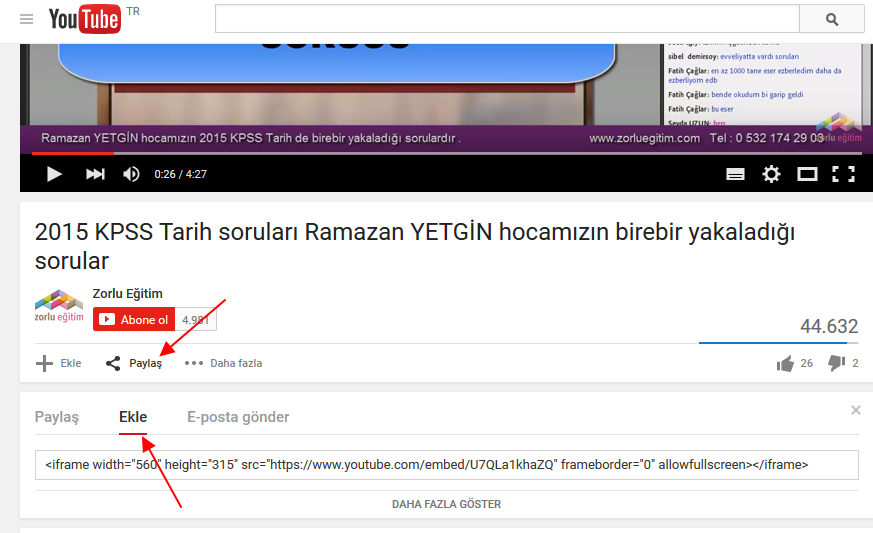 YouTube TR
sibel demirsoy: evveliyatta vardı soruları
Fatih Çağlar: en az 1000 tane eser ezberledim daha da
ezberliyom edb
Fatih Çağlar: bende okudum bi garip geldi
Fatih Çağlar: bu eser
Sevda UZUN: hep
Ramazan YETGİN hocamızın 2015 KPSS Tarih de birebir yakaladığı sorulardır . www.zorluegitim.com Tel : 0 532 174 29 03
zorlu eğitim
0:26 / 4:27
2015 KPSS Tarih soruları Ramazan YETGİN hocamızın birebir yakaladığı
sorular
Zorlu Eğitim
zorlu eğitim
Abone ol 4.981
44.632
Ekle Paylaş Daha fazla 26 2
Paylaş Ekle E-posta gönder
<iframe width="560" height="315" src="https://www.youtube.com/embed/U7QLa1khaZQ" frameborder="0" allowfullscreen></iframe>
DAHA FAZLA GÖSTER